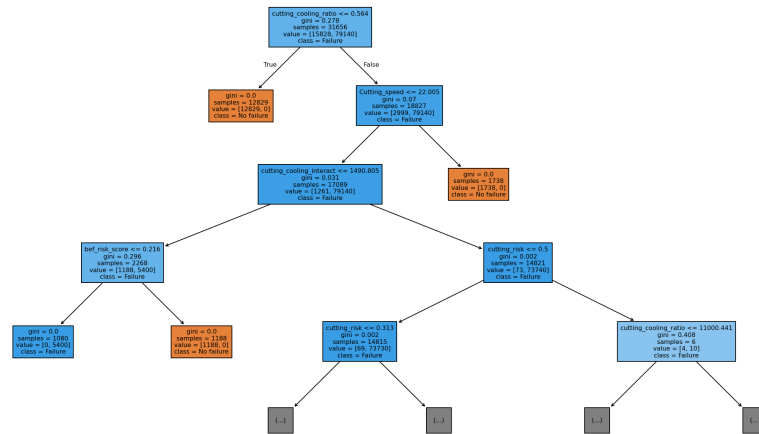 cutting_cooling_ratio <= 0.564
gini = 0.278
samples = 31656
value = [15828, 79140]
class = Failure
True
False
gini = 0.0
samples = 12829
value = [12829, 0]
class = No failure
Cutting_speed <= 22.005
gini = 0.07
samples = 18827
value = [2999, 79140]
class = Failure
cutting_cooling_interact <= 1490.805
gini = 0.031
samples = 17089
value = [1261, 79140]
class = Failure
gini = 0.0
samples = 1738
value = [1738, 0]
class = No failure
bef_risk_score <= 0.216
gini = 0.296
samples = 2268
value = [1188, 5400]
class = Failure
cutting_risk <= 0.5
gini = 0.002
samples = 14821
value = [73, 73740]
class = Failure
gini = 0.0
samples = 1080
value = [0, 5400]
class = Failure
gini = 0.0
samples = 1188
value = [1188, 0]
class = No failure
cutting_risk <= 0.313
gini = 0.002
samples = 14815
value = [69, 73730]
class = Failure
cutting_cooling_ratio <= 11000.441
gini = 0.408
samples = 6
value = [4, 10]
class = Failure
(...)
(...)
(...)
(...)